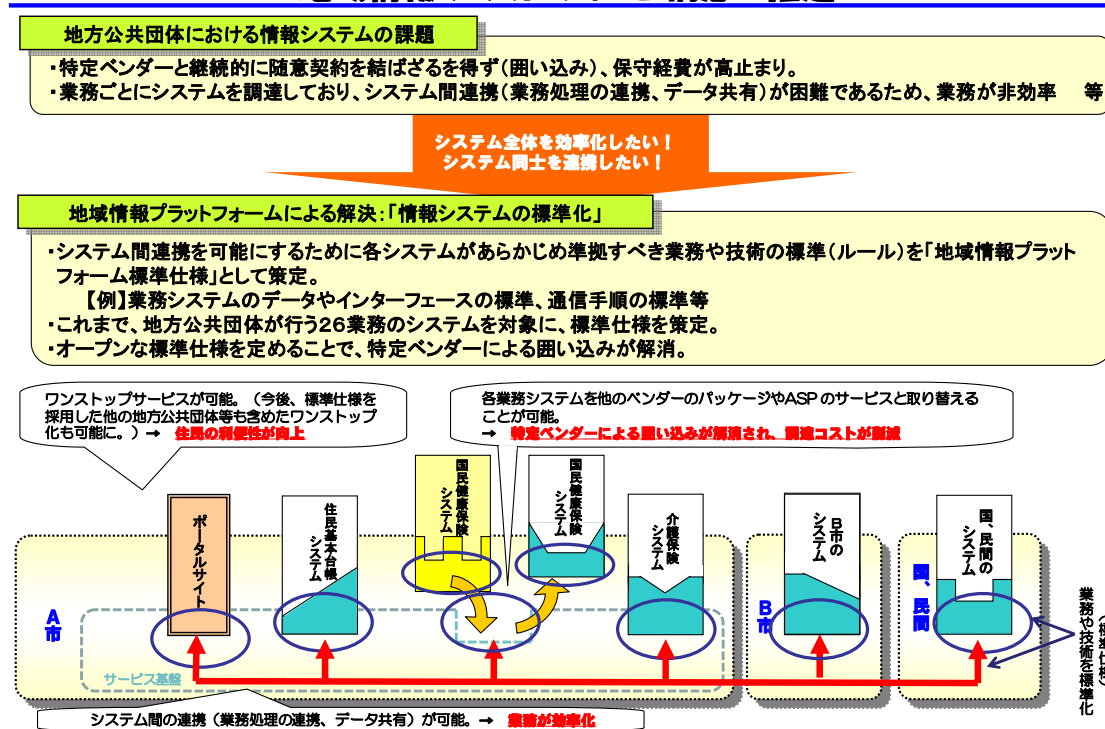 地方公共団体における情報システムの課題
・特定ベンダーと継続的に随意契約を結ばざるを得ず(囲い込み)、保守経費が高止まり。
・業務ごとにシステムを調達しており、システム間連携(業務処理の連携、データ共有)が困難であるため、業務が非効率　等
システム全体を効率化したい！
システム同士を連携したい！
地域情報プラットフォームによる解決：「情報システムの標準化」
・システム間連携を可能にするために各システムがあらかじめ準拠すべき業務や技術の標準(ルール)を「地域情報プラット
フォーム標準仕様」として策定。
【例】業務システムのデータやインターフェースの標準、通信手順の標準等
・これまで、地方公共団体が行う２６業務のシステムを対象に、標準仕様を策定。
・オープンな標準仕様を定めることで、特定ベンダーによる囲い込みが解消。
ワンストップサービスが可能。（今後、標準仕様を
採用した他の地方公共団体等も含めたワンストップ
化も可能に。）→ 住民の利便性が向上
各業務システムを他のベンダーのパッケージやASP のサービスと取り替える
ことが可能。
→ 特定ベンダーによる囲い込みが解消され、調達コストが削減
ポータルサイト
住民基本台帳
システム
国民健康保険
システム
国民健康保険
システム
介護保険
システム
B市の
システム
国、民間の
システム
A市
B市
国、民間
サービス基盤
業務や技術を標準化
（標準仕様）
システム間の連携（業務処理の連携、データ共有）が可能。→ 業務が効率化